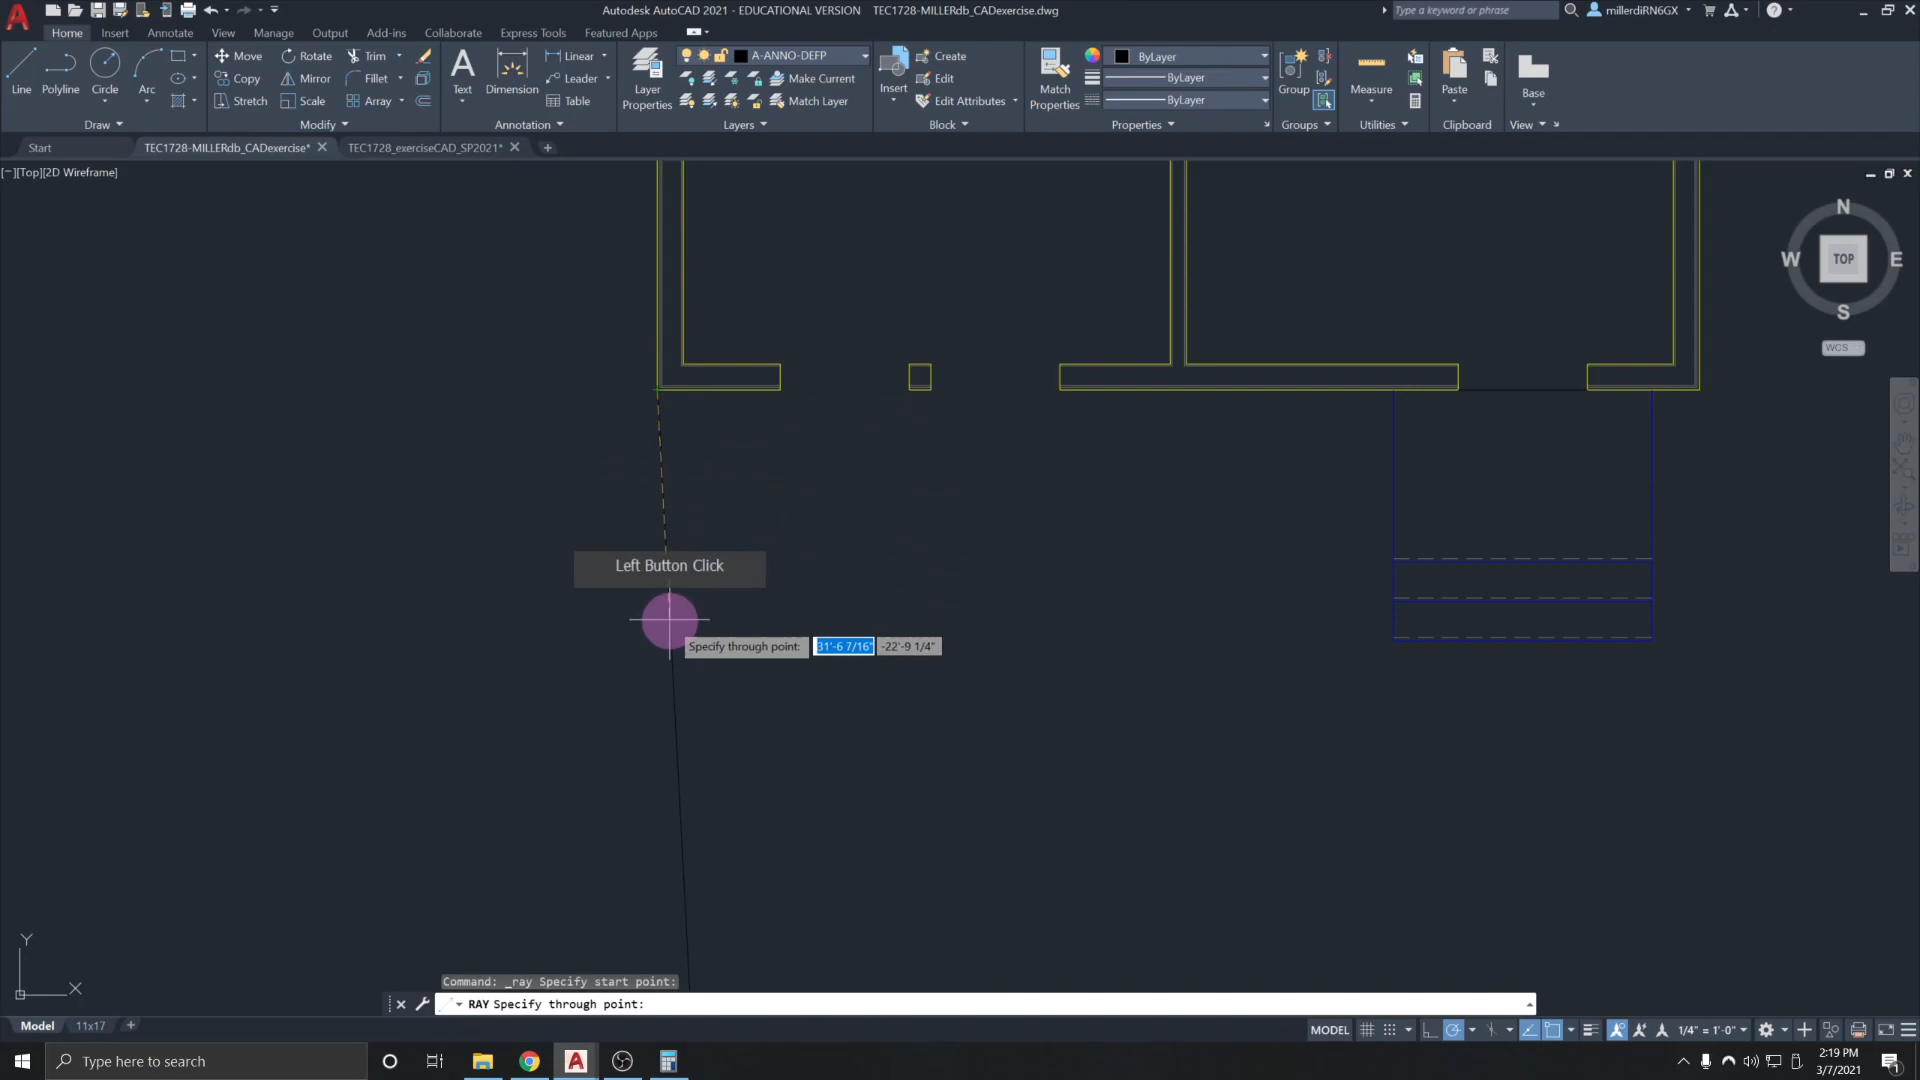 Autodesk AutoCAD 2021 - EDUCATIONAL VERSION TEC1728-MILLERdb_CADexercise.dwg
Type a keyword or phrase
millerdiRN6GX
Home Insert Annotate View Manage Output Add-ins Collaborate Express Tools Featured Apps
Line
Polyline
Circle
Arc
Draw
Move Rotate Trim
Copy Mirror Fillet
Stretch Scale Array
Modify
Text
Dimension
Linear
Leader
Table
Annotation
Layer
Properties
A-ANNO-DEFP
Make Current
Match Layer
Layers
Insert
Create
Edit
Edit Attributes
Block
Match
Properties
ByLayer
ByLayer
ByLayer
Properties
Group
Groups
Measure
Utilities
Paste
Clipboard
Base
View
Start TEC1728-MILLERdb_CADexercise* TEC1728_exerciseCAD_SP2021*
[−][Top][2D Wireframe]
N
W TOP E
S
WCS
Left Button Click
Specify through point: 31'-6 7/16" -22'-9 1/4"
Y
X
Command: _ray Specify start point:
RAY Specify through point:
Model 11x17
MODEL 1/4" = 1'-0"
Type here to search
2:19 PM
3/7/2021
1